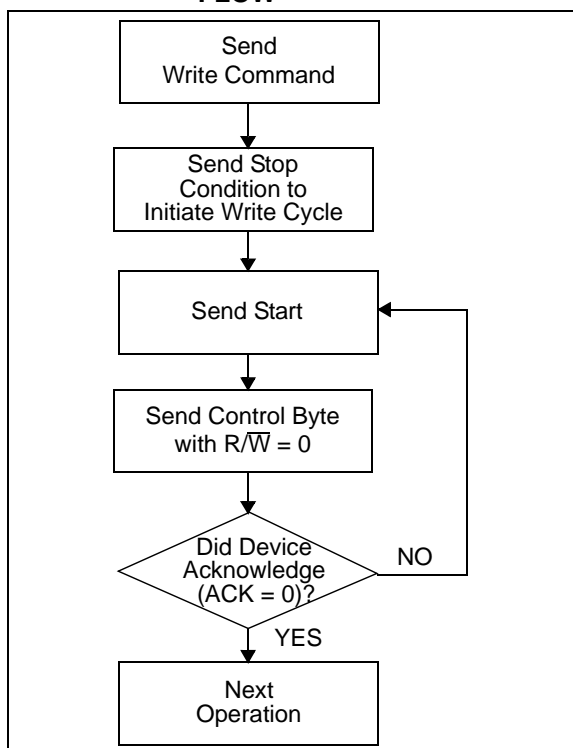 FLOW
Send
Write Command
Send Stop
Condition to
Initiate Write Cycle
Send Start
Send Control Byte
with R/W̅ = 0
Did Device
Acknowledge
(ACK = 0)?
NO
YES
Next
Operation